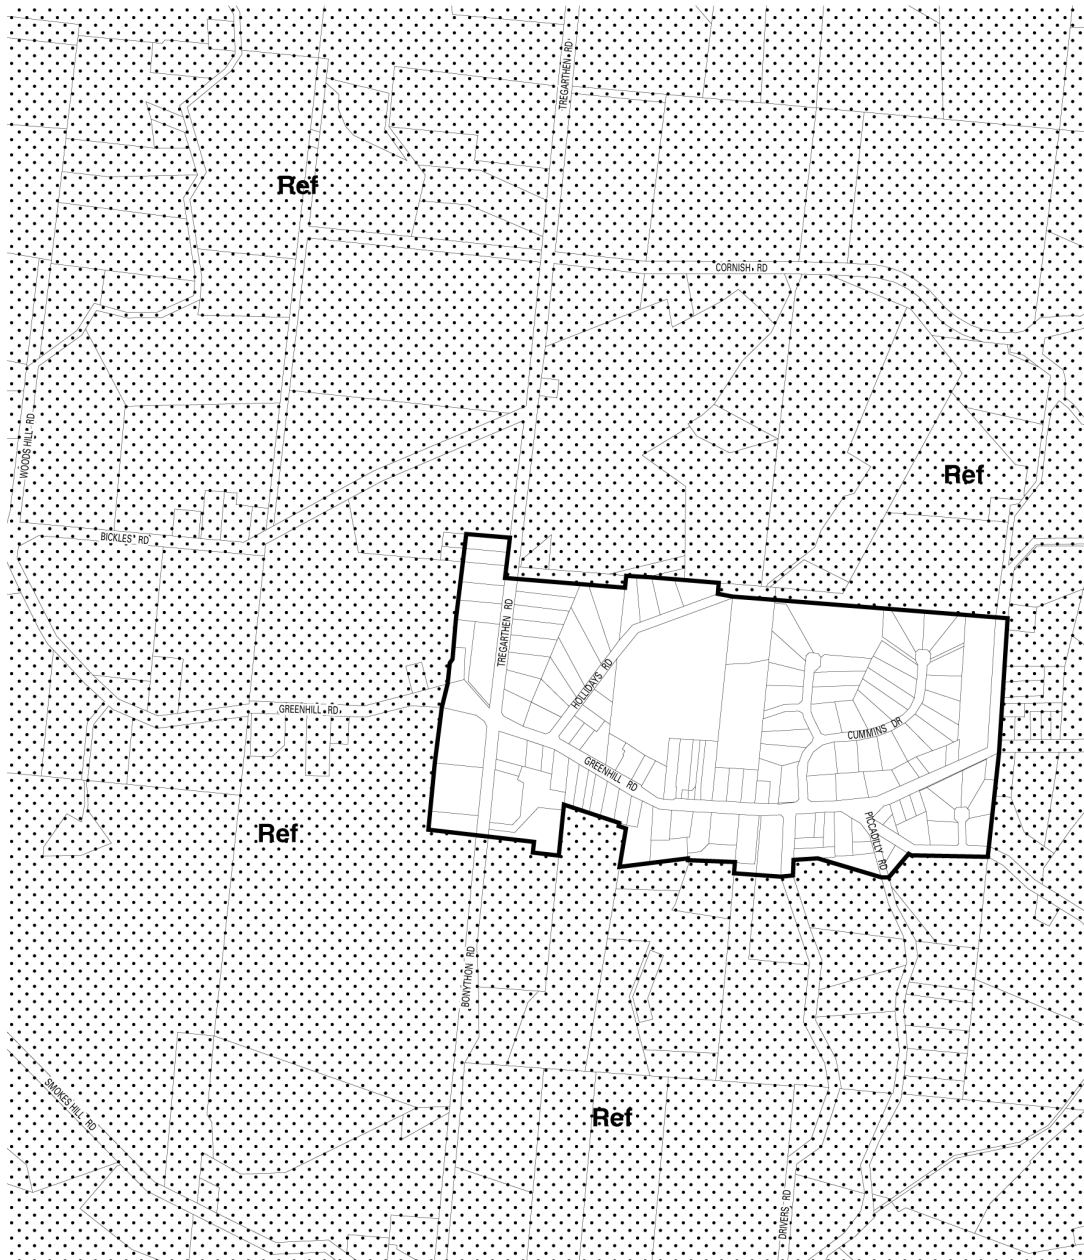 TREGARTHEN RD
Ref
CORNISH RD
WOODS HILL RD
Ref
BICKLES RD
TREGARTHEN RD
HOLLIDAYS RD
GREENHILL RD
CUMMINS DR
GREENHILL RD
PICCADILLY RD
Ref
BONYTHON RD
SMOKES HILL RD
Ref
DRIVERS RD